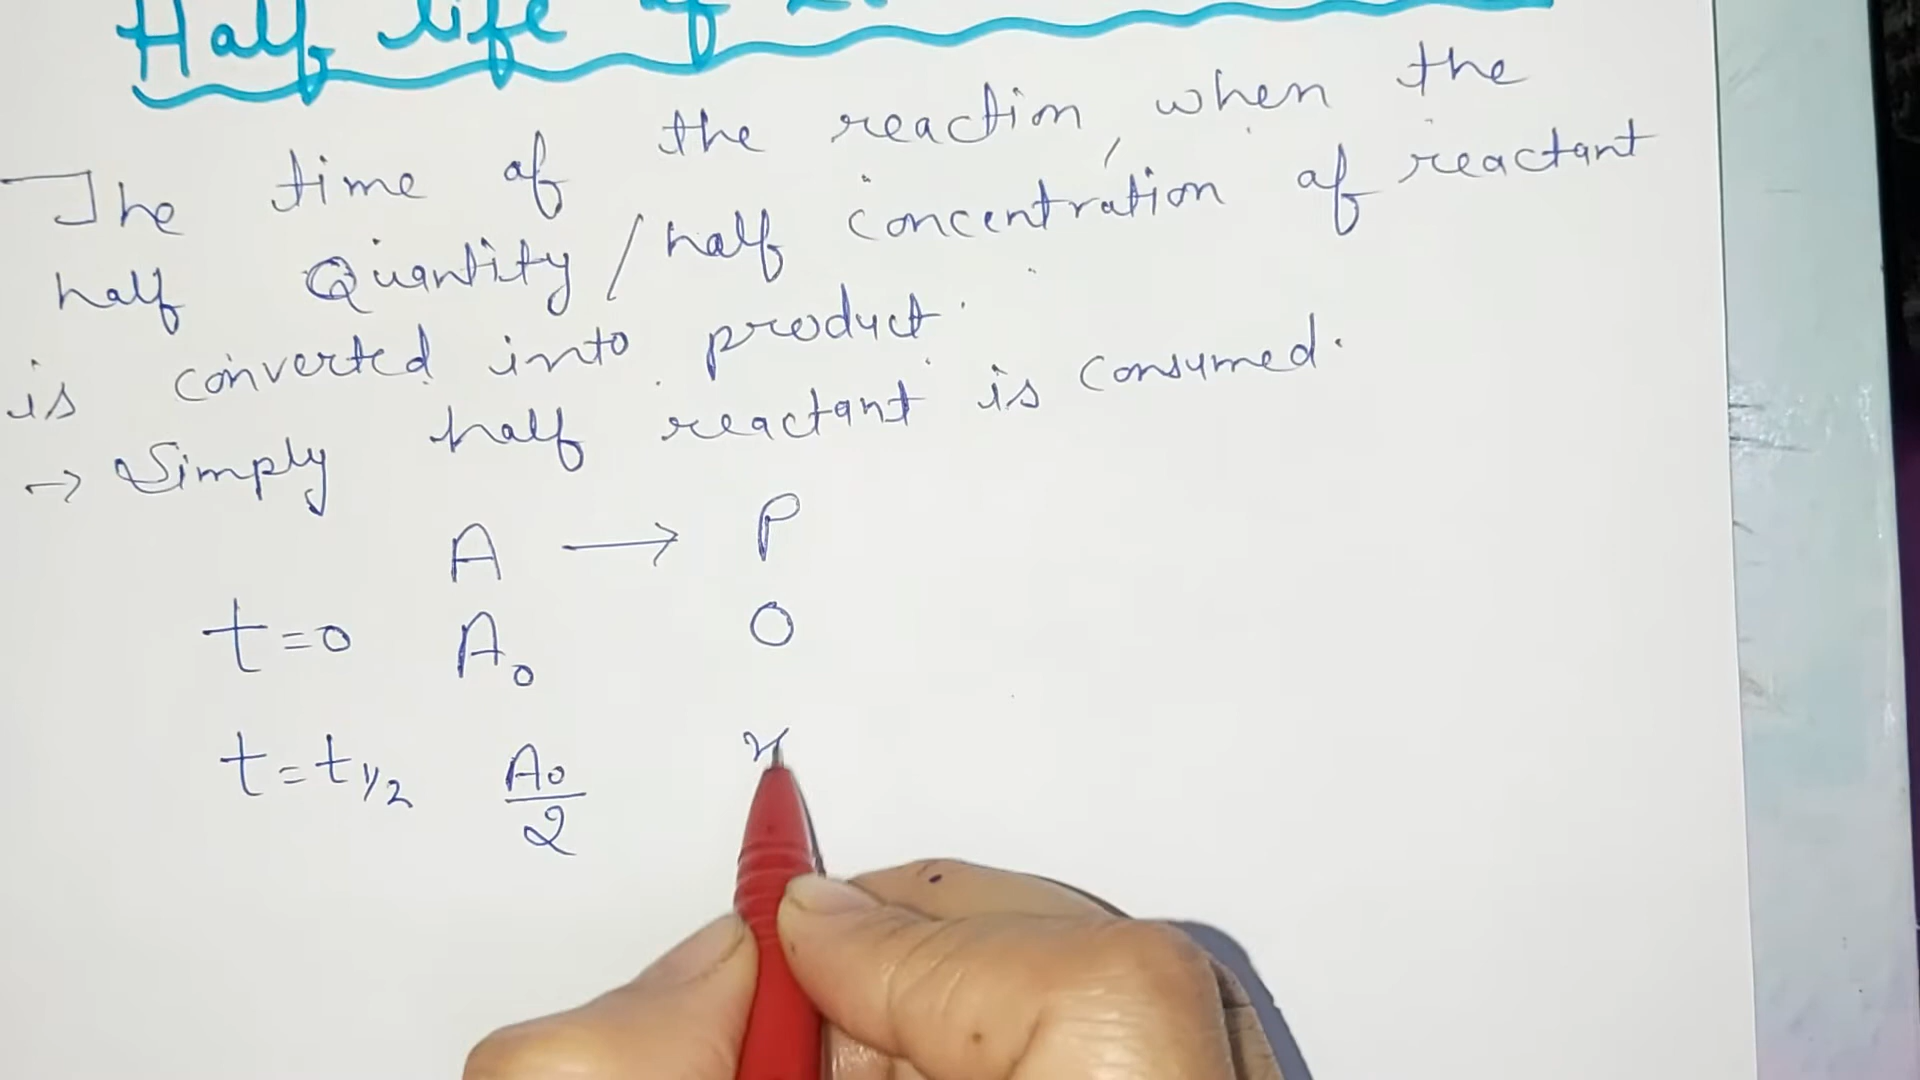 Half life of
The time of the reaction, when the
half Quantity / half concentration of reactant
is converted into product.
→ Simply half reactant is consumed.
A → P
t=0 A₀ 0
t=t1/2 A₀/2 x